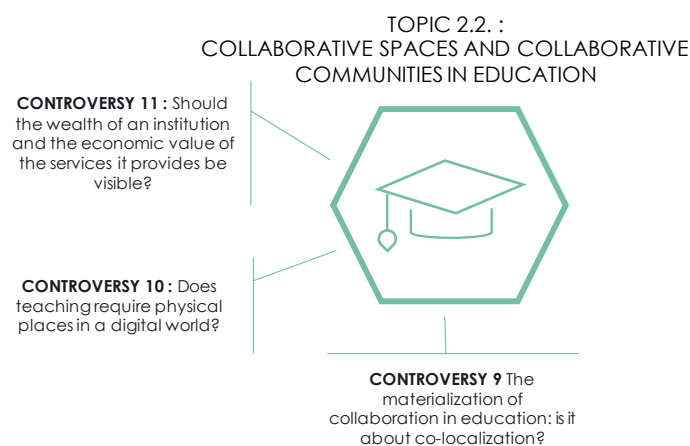 TOPIC 2.2. :
COLLABORATIVE SPACES AND COLLABORATIVE
COMMUNITIES IN EDUCATION
CONTROVERSY 11 : Should
the wealth of an institution
and the economic value of
the services it provides be
visible?
CONTROVERSY 10 : Does
teaching require physical
places in a digital world?
CONTROVERSY 9 The
materialization of
collaboration in education: is it
about co-localization?